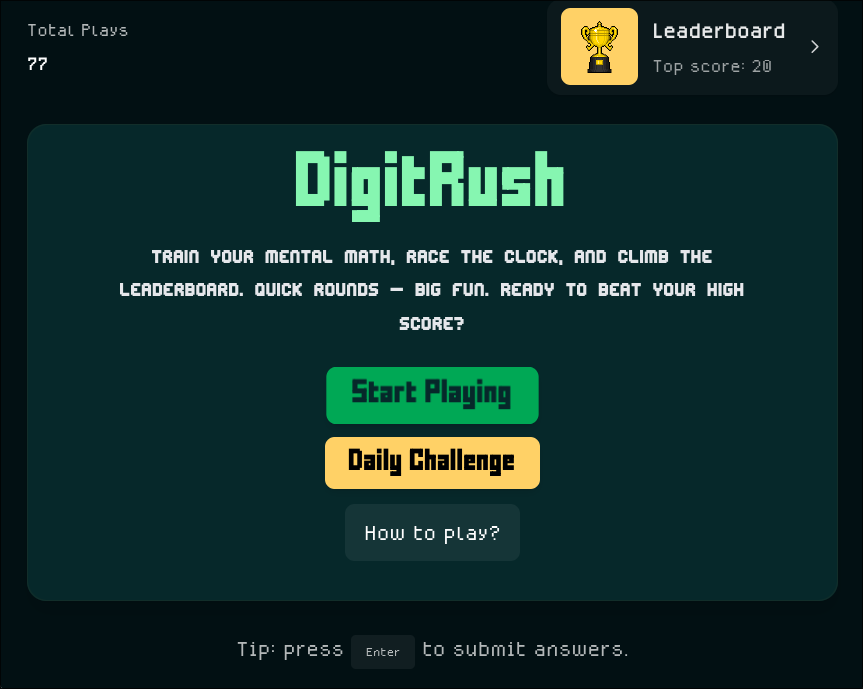 Total Plays
77
Leaderboard
Top score: 20
DigitRush
TRAIN YOUR MENTAL MATH, RACE THE CLOCK, AND CLIMB THE
LEADERBOARD. QUICK ROUNDS — BIG FUN. READY TO BEAT YOUR HIGH
SCORE?
Start Playing
Daily Challenge
How to play?
Tip: press Enter to submit answers.